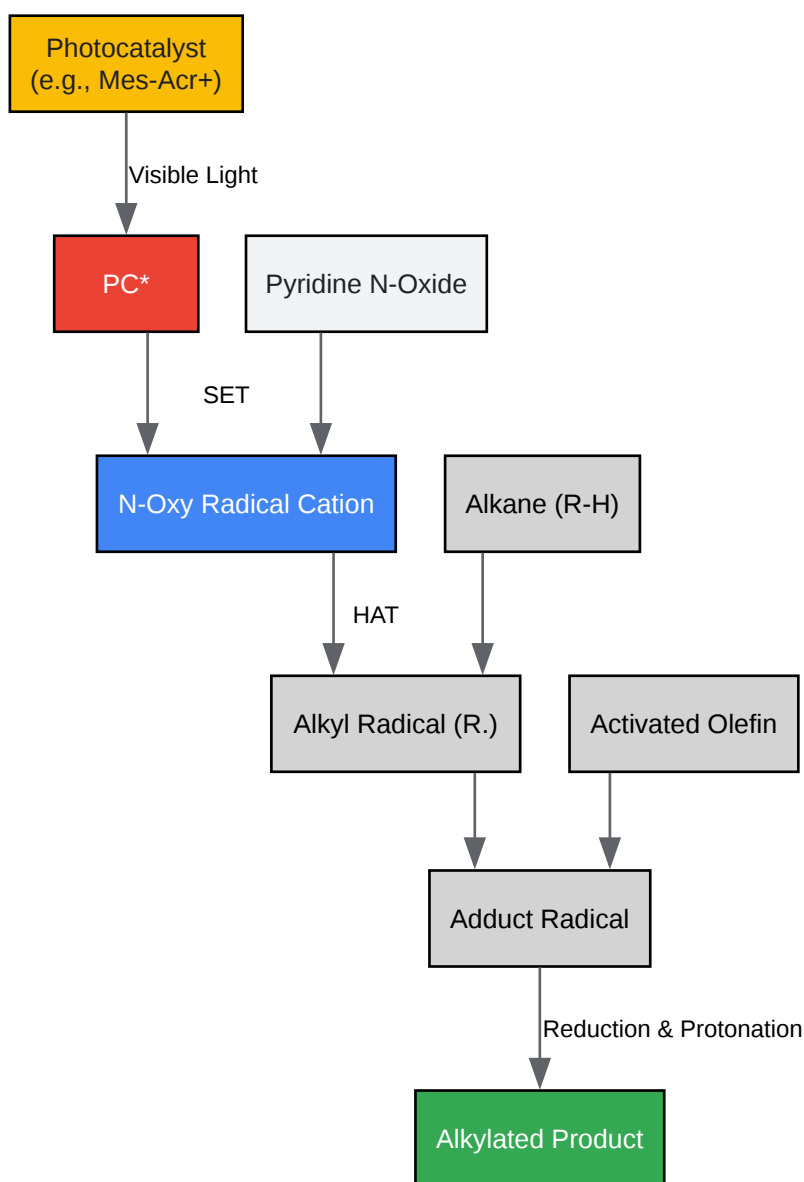 Photocatalyst
(e.g., Mes-Acr+)
Visible Light
PC*
Pyridine N-Oxide
SET
N-Oxy Radical Cation
Alkane (R-H)
HAT
Alkyl Radical (R.)
Activated Olefin
Adduct Radical
Reduction & Protonation
Alkylated Product